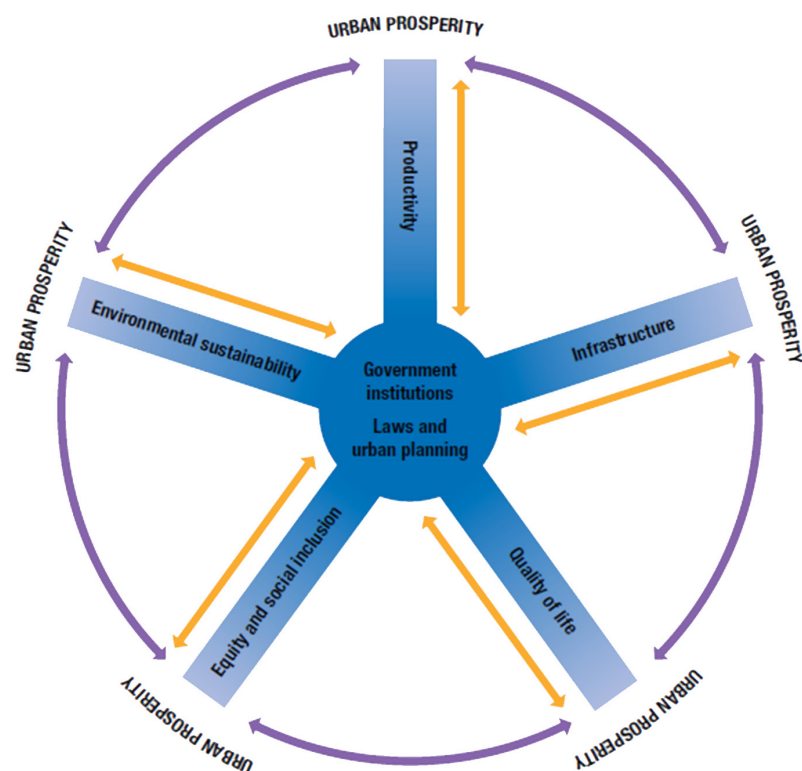 URBAN PROSPERITY
Productivity
URBAN PROSPERITY
Infrastructure
URBAN PROSPERITY
Environmental sustainability
Government
institutions
Laws and
urban planning
Quality of life
URBAN PROSPERITY
Equity and social inclusion
URBAN PROSPERITY